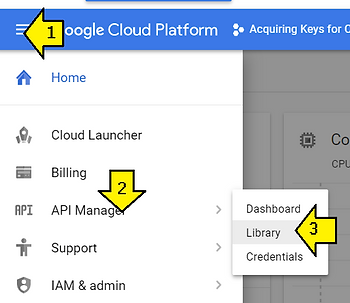 1
oogle Cloud Platform
Acquiring Keys for
Home
Cloud Launcher
Billing
2
API
API Manager
Support
IAM & admin
Co
CPU
Dashboard
Library
3
Credentials